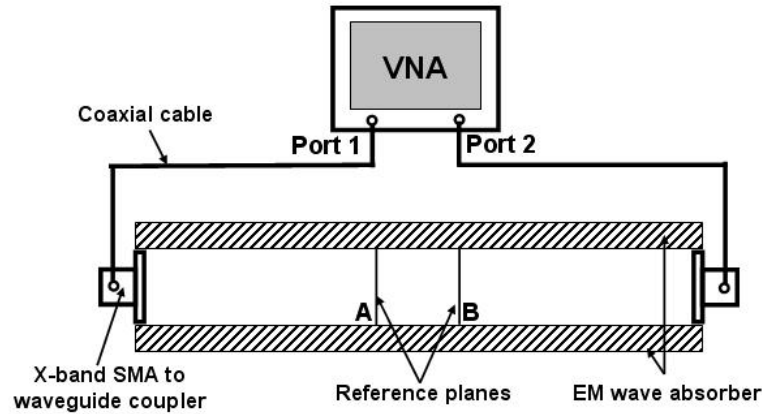 VNA
Coaxial cable
Port 1
Port 2
A
B
X-band SMA to
waveguide coupler
Reference planes
EM wave absorber